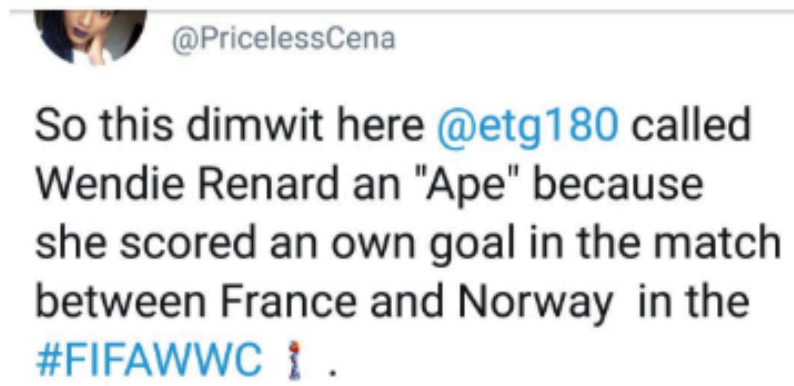 @PricelessCena
So this dimwit here @etg180 called
Wendie Renard an "Ape" because
she scored an own goal in the match
between France and Norway in the
#FIFAWWC .